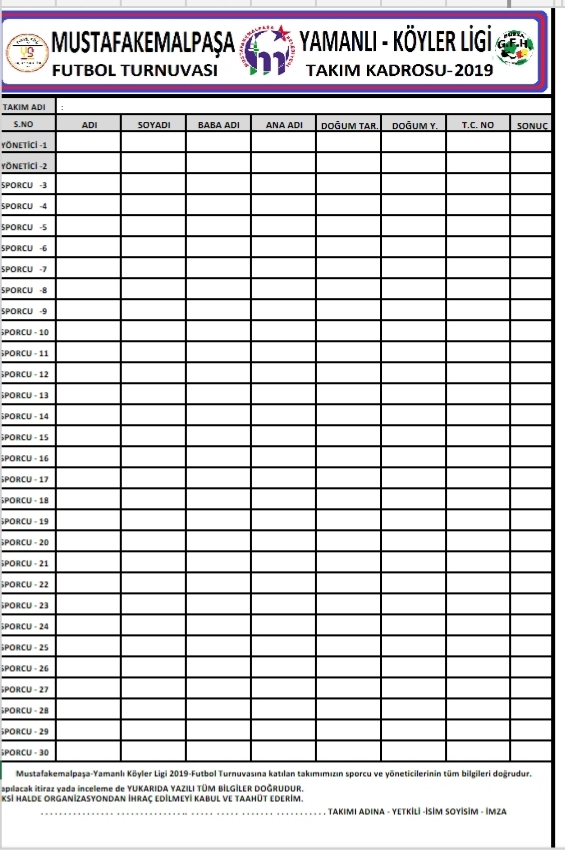 MUSTAFAKEMALPAŞA YAMANLI - KÖYLER LİGİ
FUTBOL TURNUVASI TAKIM KADROSU-2019
TAKIM ADI :
S.NO ADI SOYADI BABA ADI ANA ADI DOĞUM TAR. DOĞUM Y. T.C. NO SONUÇ
YÖNETİCİ -1
YÖNETİCİ -2
SPORCU -3
SPORCU -4
SPORCU -5
SPORCU -6
SPORCU -7
SPORCU -8
SPORCU -9
SPORCU - 10
SPORCU - 11
SPORCU - 12
SPORCU - 13
SPORCU - 14
SPORCU - 15
SPORCU - 16
SPORCU - 17
SPORCU - 18
SPORCU - 19
SPORCU - 20
SPORCU - 21
SPORCU - 22
SPORCU - 23
SPORCU - 24
SPORCU - 25
SPORCU - 26
SPORCU - 27
SPORCU - 28
SPORCU - 29
SPORCU - 30
Mustafakemalpaşa-Yamanlı Köyler Ligi 2019-Futbol Turnuvasına katılan takımımızın sporcu ve yöneticilerinin tüm bilgileri doğrudur.
apılacak itiraz yada inceleme de YUKARIDA YAZILI TÜM BİLGİLER DOĞRUDUR.
KSİ HALDE ORGANİZASYONDAN İHRAÇ EDİLMEYİ KABUL VE TAAHÜT EDERİM.
TAKIMI ADINA - YETKİLİ -İSİM SOYİSİM - İMZA